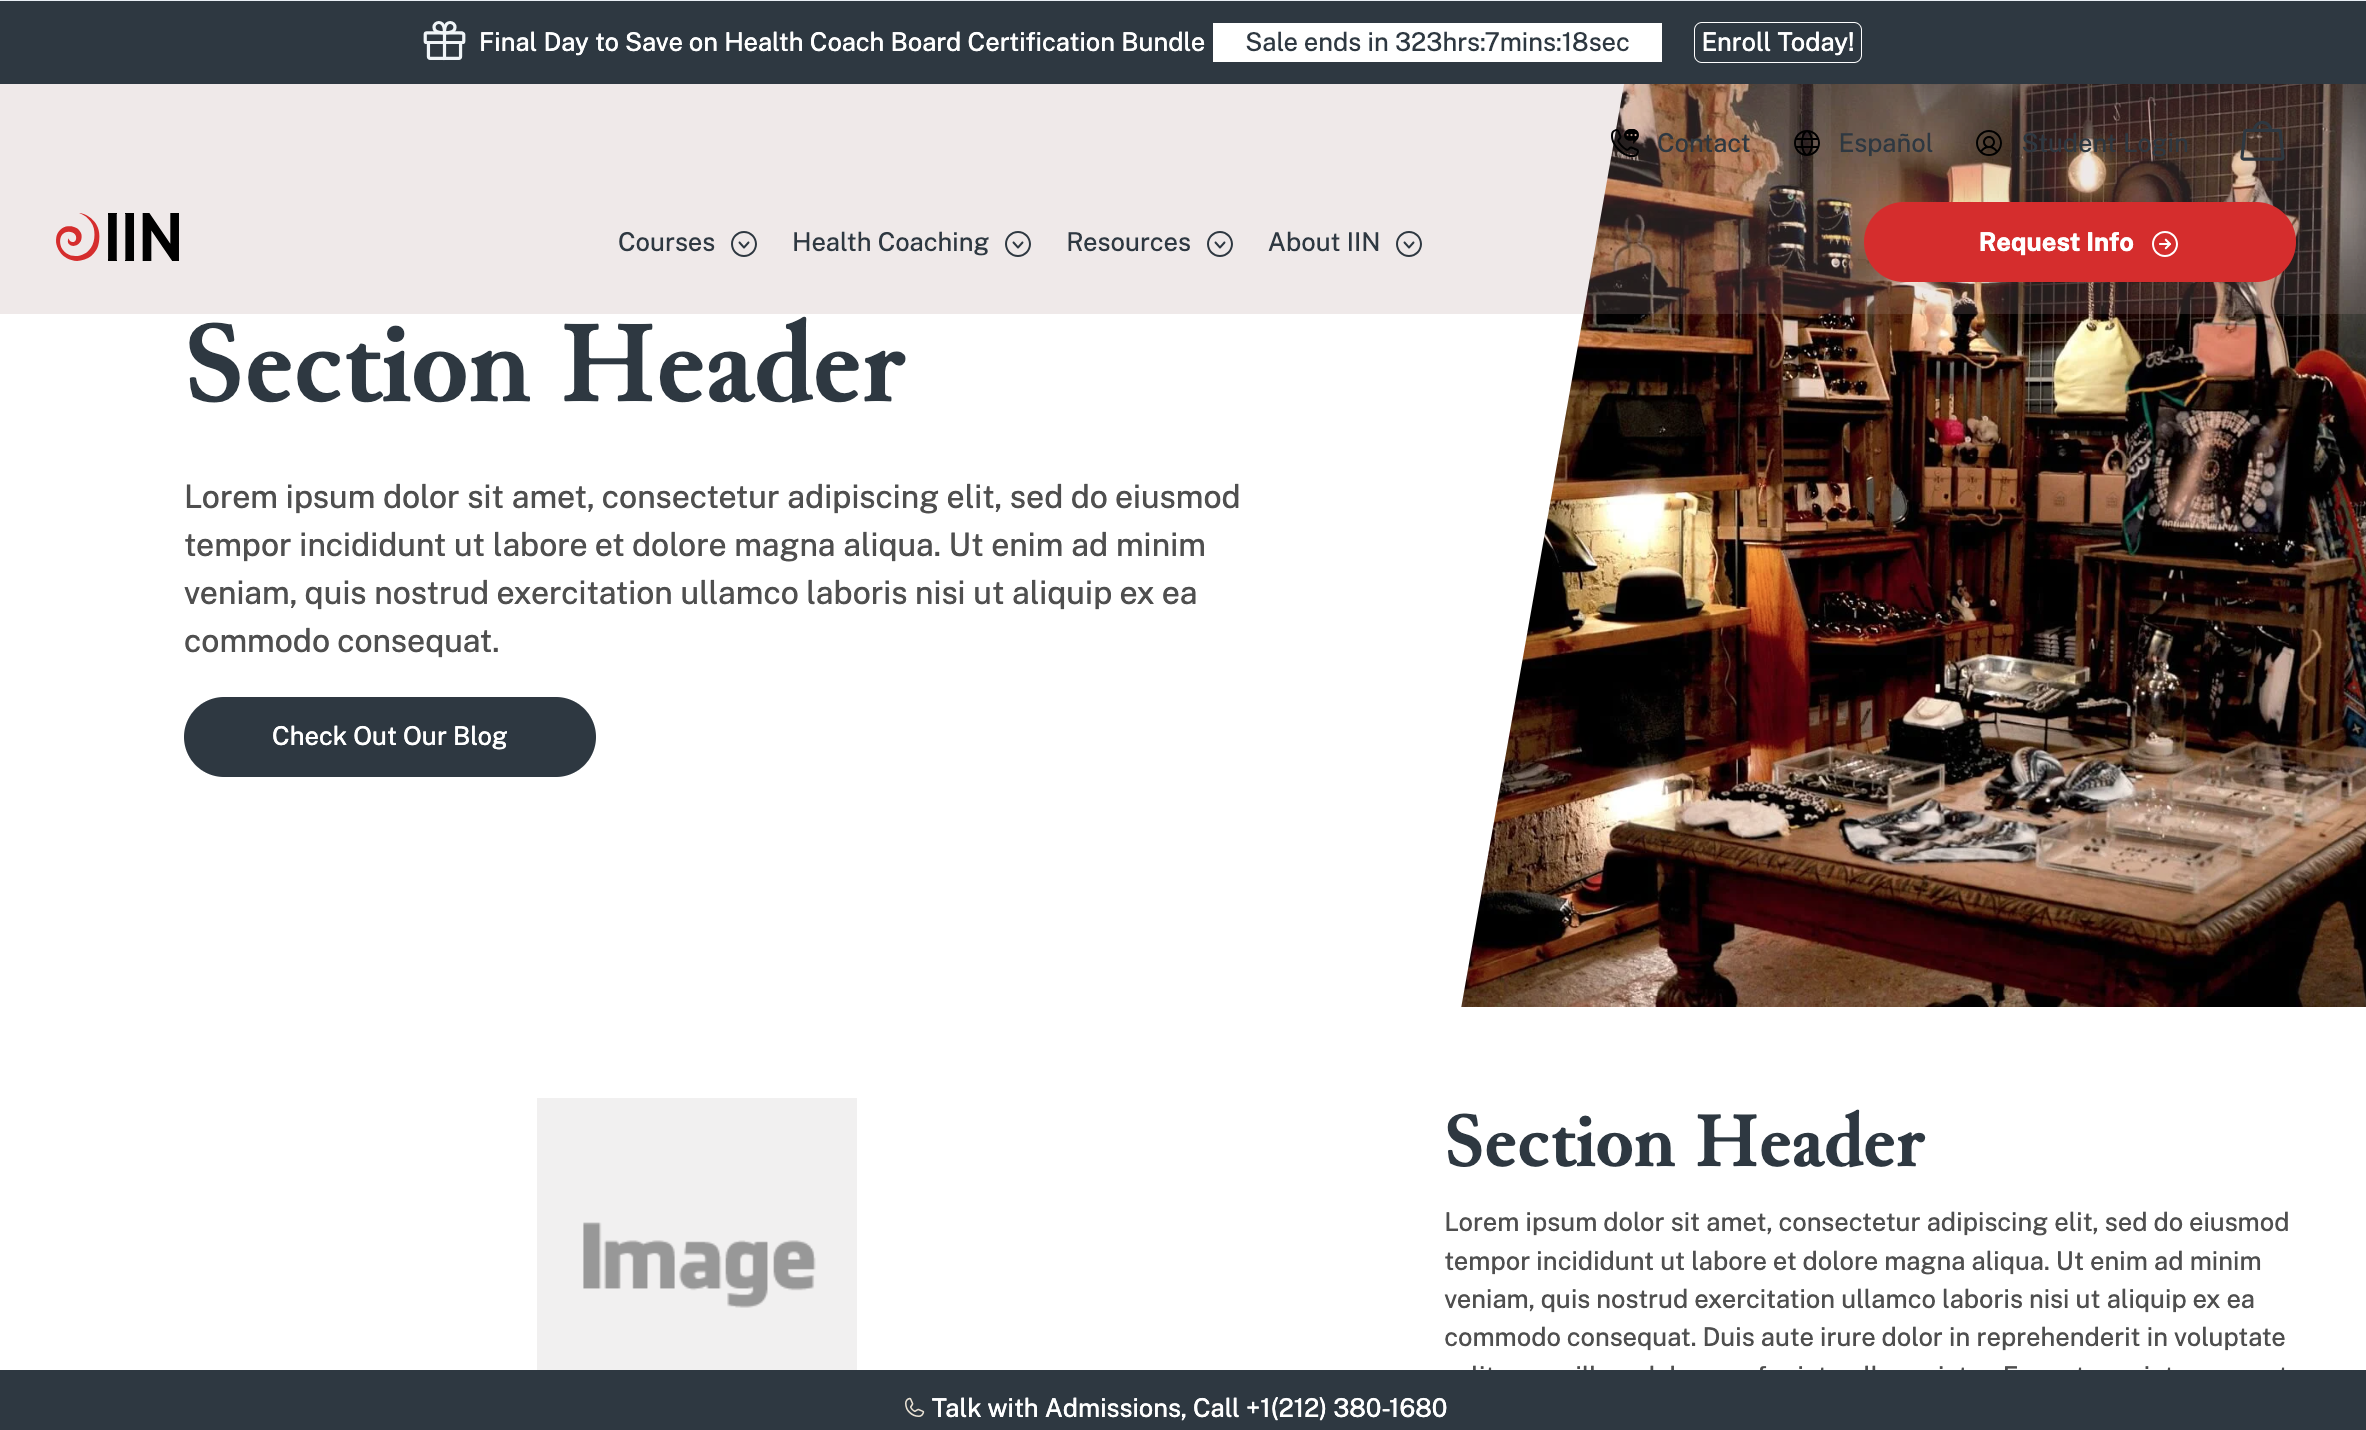 Final Day to Save on Health Coach Board Certification Bundle Sale ends in 323hrs:7mins:18sec Enroll Today!
Contact Español Student Login
IIN Courses Health Coaching Resources About IIN Request Info
Section Header
Lorem ipsum dolor sit amet, consectetur adipiscing elit, sed do eiusmod
tempor incididunt ut labore et dolore magna aliqua. Ut enim ad minim
veniam, quis nostrud exercitation ullamco laboris nisi ut aliquip ex ea
commodo consequat.
Check Out Our Blog
Image
Section Header
Lorem ipsum dolor sit amet, consectetur adipiscing elit, sed do eiusmod
tempor incididunt ut labore et dolore magna aliqua. Ut enim ad minim
veniam, quis nostrud exercitation ullamco laboris nisi ut aliquip ex ea
commodo consequat. Duis aute irure dolor in reprehenderit in voluptate
Talk with Admissions, Call +1(212) 380-1680